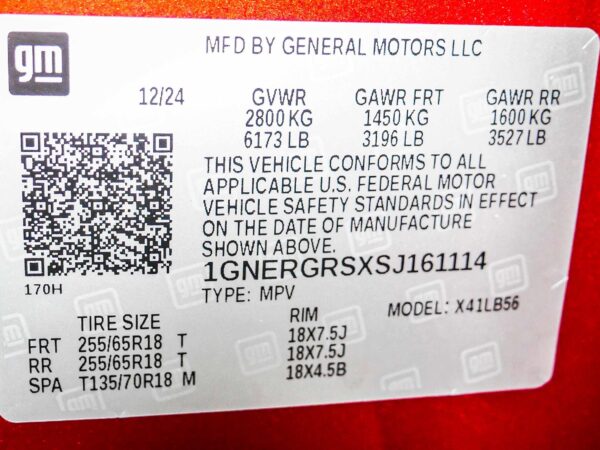 gm
MFD BY GENERAL MOTORS LLC
12/24 GVWR GAWR FRT GAWR RR
2800 KG 1450 KG 1600 KG
6173 LB 3196 LB 3527 LB
THIS VEHICLE CONFORMS TO ALL
APPLICABLE U.S. FEDERAL MOTOR
VEHICLE SAFETY STANDARDS IN EFFECT
ON THE DATE OF MANUFACTURE
SHOWN ABOVE.
1GNERGRSXSJ161114
170H
TYPE: MPV MODEL: X41LB56
TIRE SIZE RIM
FRT 255/65R18 T 18X7.5J
RR 255/65R18 T 18X7.5J
SPA T135/70R18 M 18X4.5B